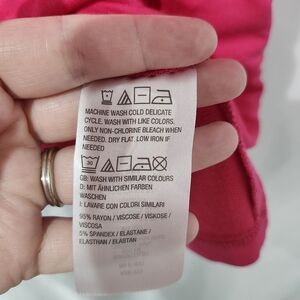 MACHINE WASH COLD DELICATE
CYCLE. WASH WITH LIKE COLORS.
ONLY NON-CHLORINE BLEACH WHEN
NEEDED. DRY FLAT. LOW IRON IF
NEEDED
30
GB: WASH WITH SIMILAR COLOURS
D: MIT ÄHNLICHEN FARBEN
WASCHEN
I: LAVARE CON COLORI SIMILARI
95% RAYON / VISCOSE / VISKOSE /
VISCOSA
5% SPANDEX / ELASTANE /
ELASTHAN / ELASTAN